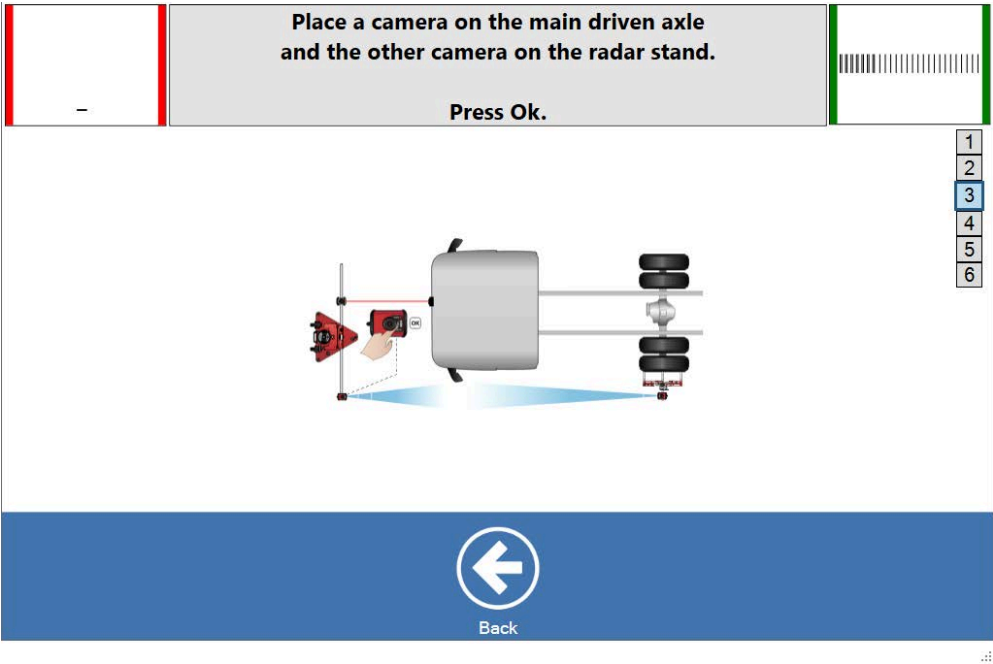 Place a camera on the main driven axle
and the other camera on the radar stand.
Press Ok.
–
1
2
3
4
5
6
OK
Back